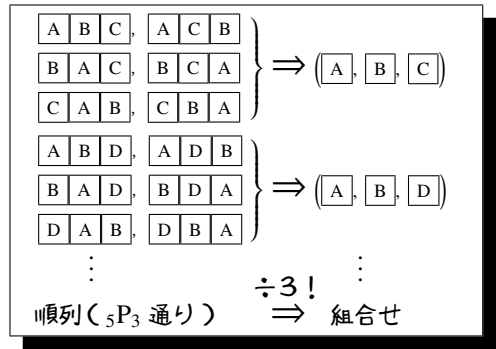 A B C, A C B
B A C, B C A ⇒ (A, B, C)
C A B, C B A
A B D, A D B
B A D, B D A ⇒ (A, B, D)
D A B, D B A
⋮ ⋮
÷3!
順列(₅P₃ 通り) ⇒ 組合せ